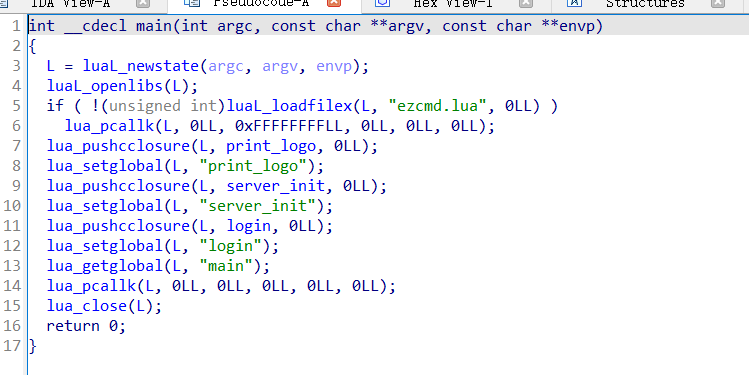 IDA View-A Pseudocode-A Hex View-1 Structures
1 int __cdecl main(int argc, const char **argv, const char **envp)
2 {
3 L = luaL_newstate(argc, argv, envp);
4 luaL_openlibs(L);
5 if ( !(unsigned int)luaL_loadfilex(L, "ezcmd.lua", 0LL) )
6 lua_pcallk(L, 0LL, 0xFFFFFFFFLL, 0LL, 0LL, 0LL);
7 lua_pushcclosure(L, print_logo, 0LL);
8 lua_setglobal(L, "print_logo");
9 lua_pushcclosure(L, server_init, 0LL);
10 lua_setglobal(L, "server_init");
11 lua_pushcclosure(L, login, 0LL);
12 lua_setglobal(L, "login");
13 lua_getglobal(L, "main");
14 lua_pcallk(L, 0LL, 0LL, 0LL, 0LL, 0LL);
15 lua_close(L);
16 return 0;
17 }